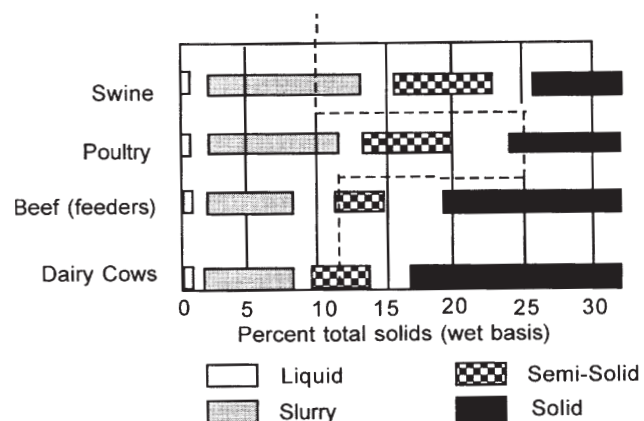 Swine
Poultry
Beef (feeders)
Dairy Cows
0 5 10 15 20 25 30
Percent total solids (wet basis)
Liquid Semi-Solid
Slurry Solid